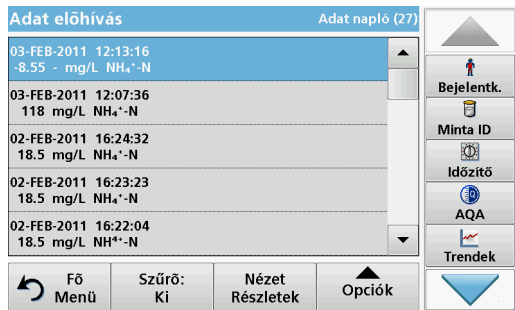 Adat elõhívás
Adat napló (27)
03-FEB-2011 12:13:16
-8.55 - mg/L NH₄⁺-N
03-FEB-2011 12:07:36
118 mg/L NH₄⁺-N
02-FEB-2011 16:24:32
18.5 mg/L NH₄⁺-N
02-FEB-2011 16:23:23
18.5 mg/L NH₄⁺-N
02-FEB-2011 16:22:04
18.5 mg/L NH⁴⁺-N
Fõ
Menü
Szűrõ:
Ki
Nézet
Részletek
Opciók
Bejelentk.
Minta ID
Időzítő
AQA
Trendek